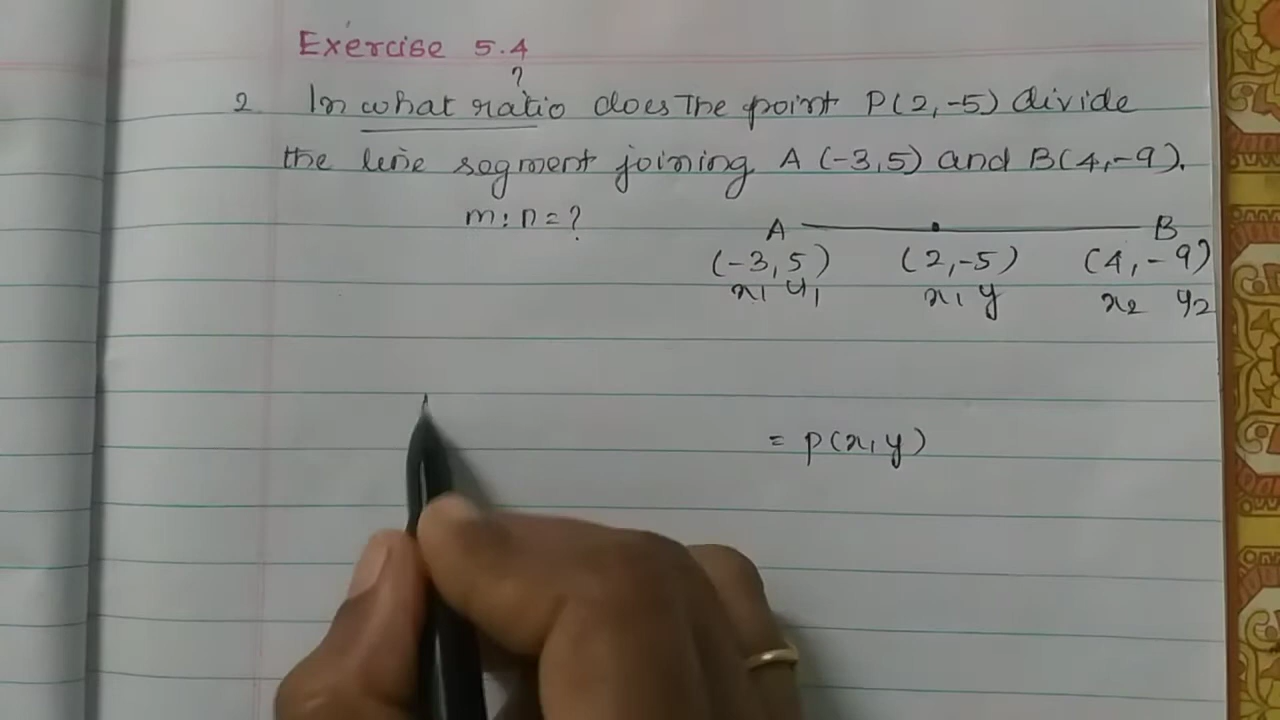 Exercise 5.4
?
2 In what ratio does The point P(2,-5) divide
the line segment joining A (-3,5) and B(4,-9).
m:n=? A B
(-3,5) (2,-5) (4,-9)
x1 y1 x, y x2 y2
= P(x,y)